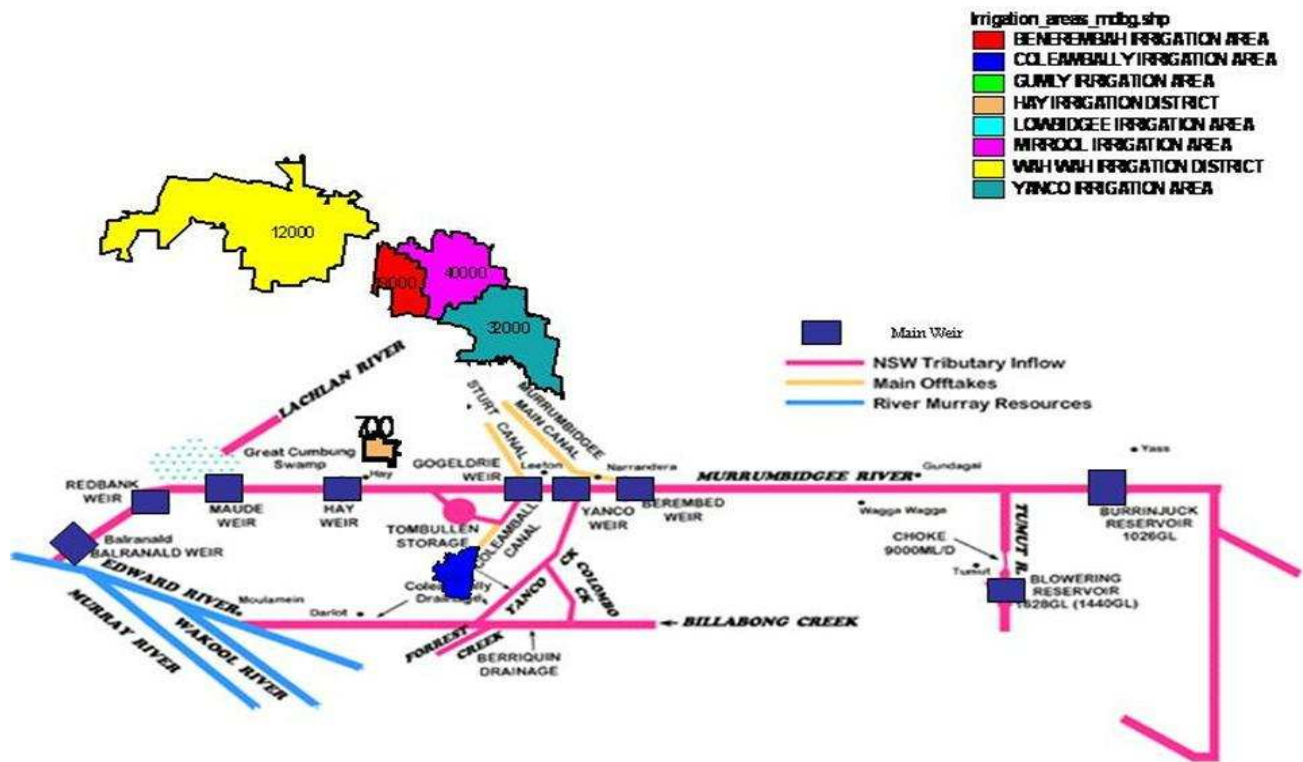 Irrigation_areas_mdbg.shp
BENEREMBAH IRRIGATION AREA
COLEAMBALLY IRRIGATION AREA
GUMLY IRRIGATION AREA
HAY IRRIGATION DISTRICT
LOWBIDGEE IRRIGATION AREA
MIRROOL IRRIGATION AREA
WAH WAH IRRIGATION DISTRICT
YANCO IRRIGATION AREA
12000
40000
32000
Main Weir
NSW Tributary Inflow
Main Offtakes
River Murray Resources
LACHLAN RIVER
STURT
CANAL
MURRUMBIDGEE
MAIN CANAL
700
Great Cumbung
Swamp
Hay
GOGELDRIE
WEIR
Leeton
Narrandera
MURRUMBIDGEE RIVER
Gundagai
Yass
REDBANK
WEIR
MAUDE
WEIR
HAY
WEIR
TOMBULLEN
STORAGE
COLEAMBALL
CANAL
YANCO
WEIR
BEREMBED WEIR
Wagga Wagga
CHOKE
9000ML/D
TUMUT R.
Tumut
BURRINJUCK
RESERVOIR
1026GL
BLOWERING
RESERVOIR
1628GL (1440GL)
Balranald
BALRANALD WEIR
EDWARD RIVER
MURRAY RIVER
WAKOOL RIVER
Moulamein
Darlot
YANCO CK
COLOMBO
CK
FORREST
CREEK
BERRIQUIN
DRAINAGE
BILLABONG CREEK